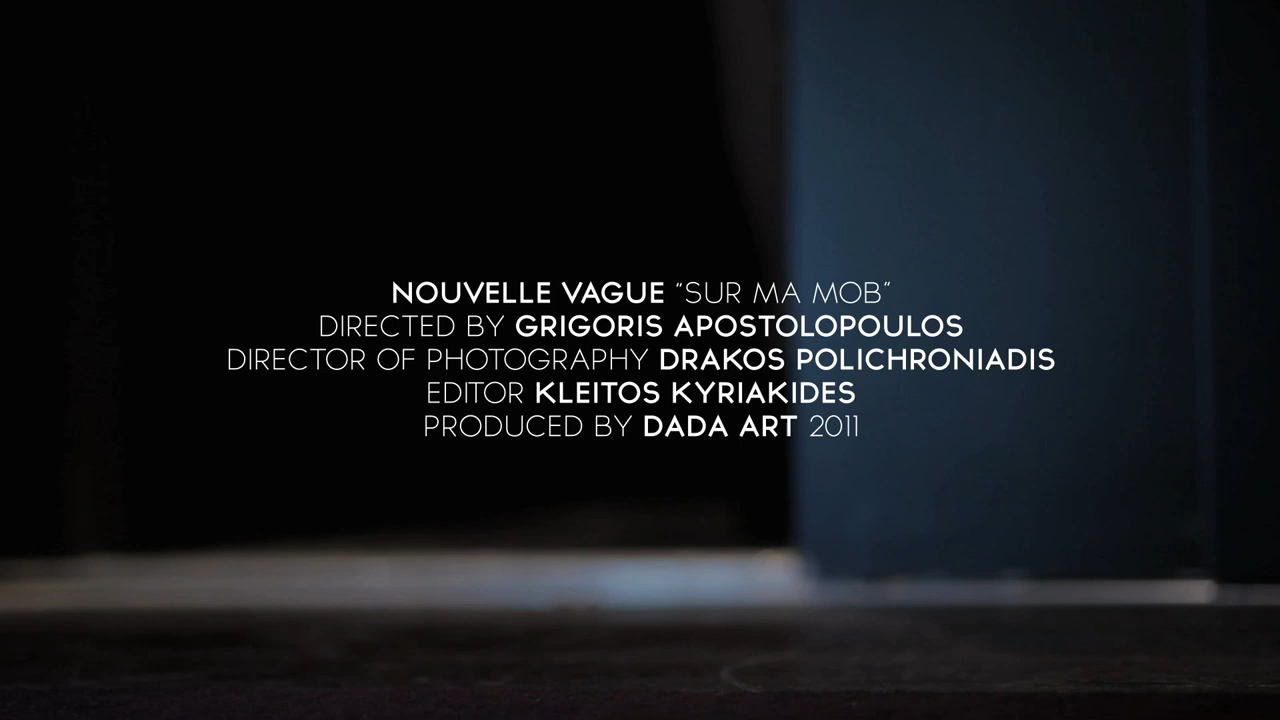 NOUVELLE VAGUE “SUR MA MOB”
DIRECTED BY GRIGORIS APOSTOLOPOULOS
DIRECTOR OF PHOTOGRAPHY DRAKOS POLICHRONIADIS
EDITOR KLEITOS KYRIAKIDES
PRODUCED BY DADA ART 2011